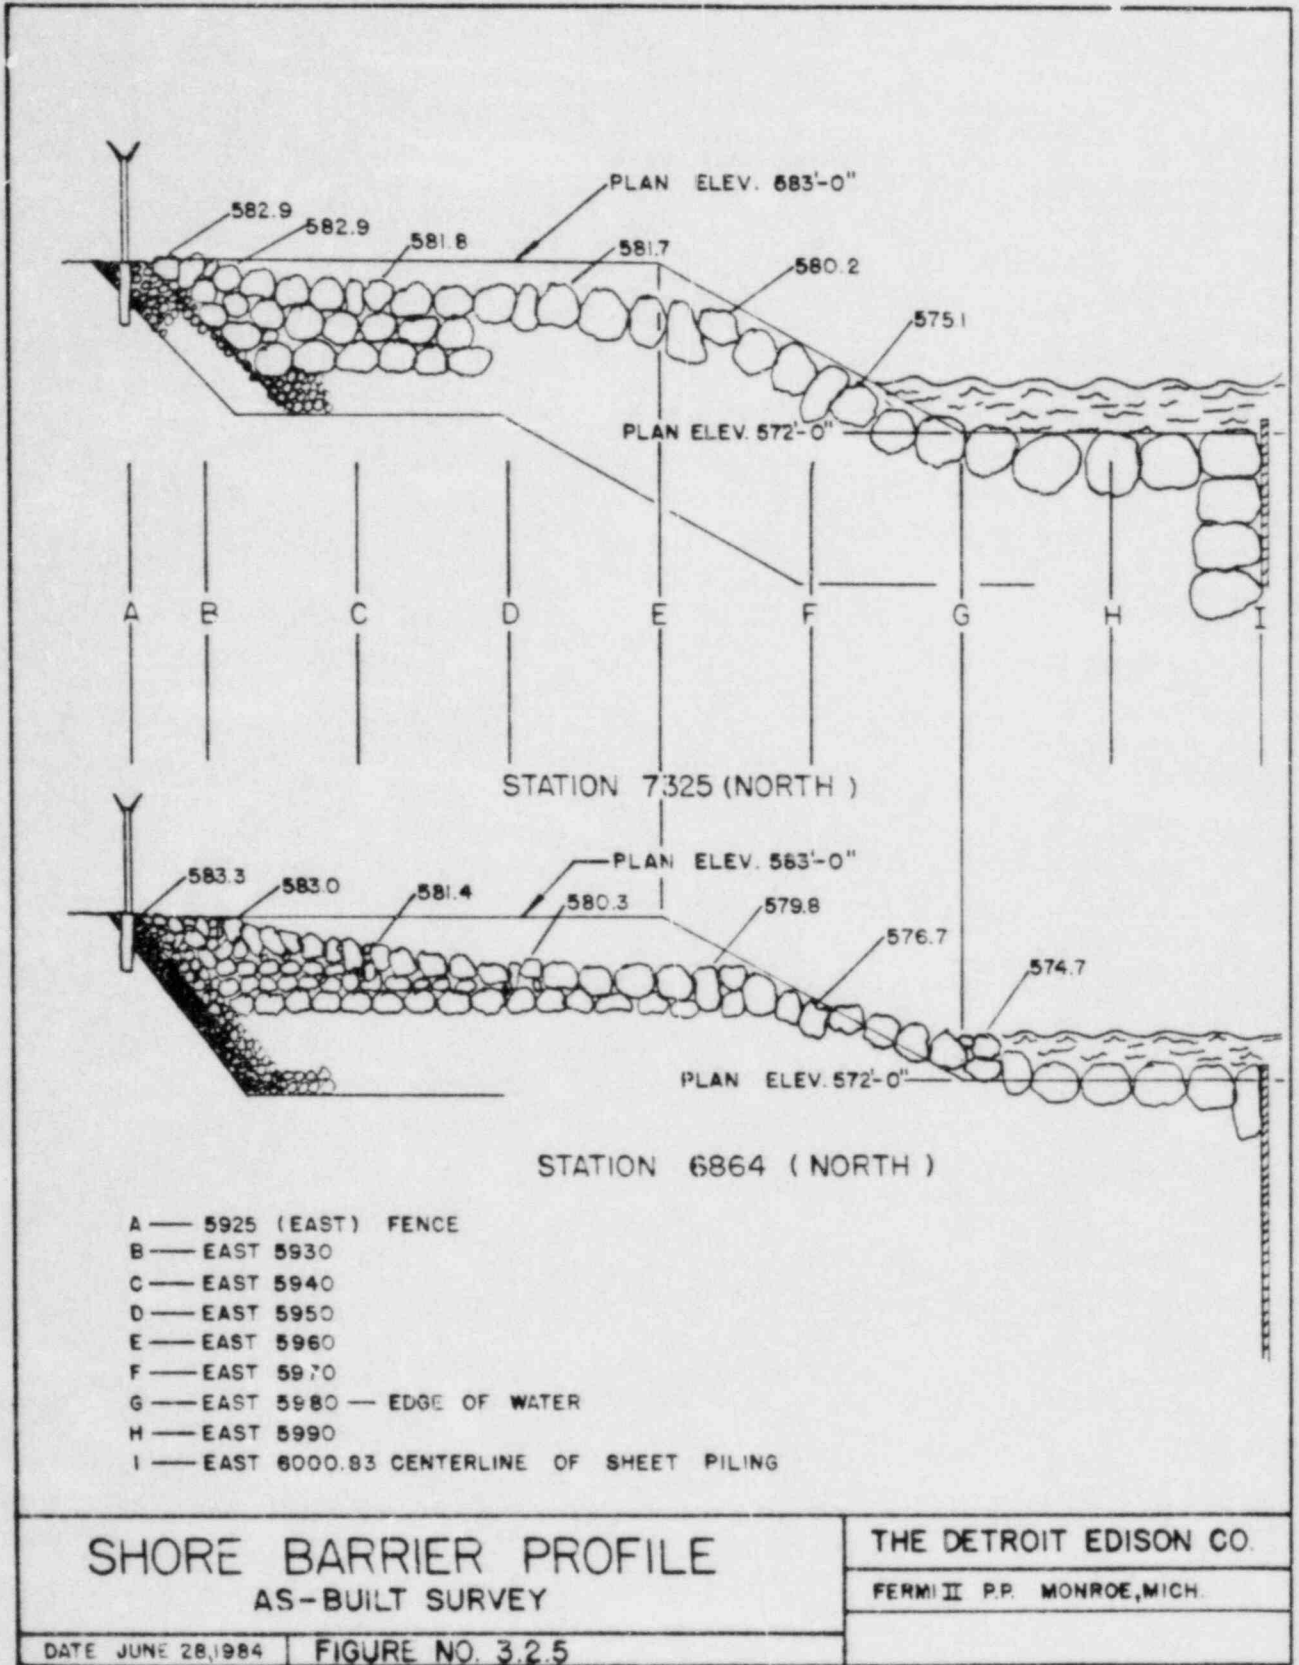 PLAN ELEV. 583'-0"
582.9
582.9
581.8
581.7
580.2
575.1
PLAN ELEV. 572'-0"
A B C D E F G H I
STATION 7325 (NORTH)
PLAN ELEV. 583'-0"
583.3
583.0
581.4
580.3
579.8
576.7
574.7
PLAN ELEV. 572'-0"
STATION 6864 (NORTH)
A — 5925 (EAST) FENCE
B — EAST 5930
C — EAST 5940
D — EAST 5950
E — EAST 5960
F — EAST 5970
G — EAST 5980 — EDGE OF WATER
H — EAST 5990
I — EAST 6000.83 CENTERLINE OF SHEET PILING
SHORE BARRIER PROFILE
AS-BUILT SURVEY
DATE JUNE 28, 1984
FIGURE NO. 3.2.5
THE DETROIT EDISON CO.
FERMI II P.P. MONROE, MICH.